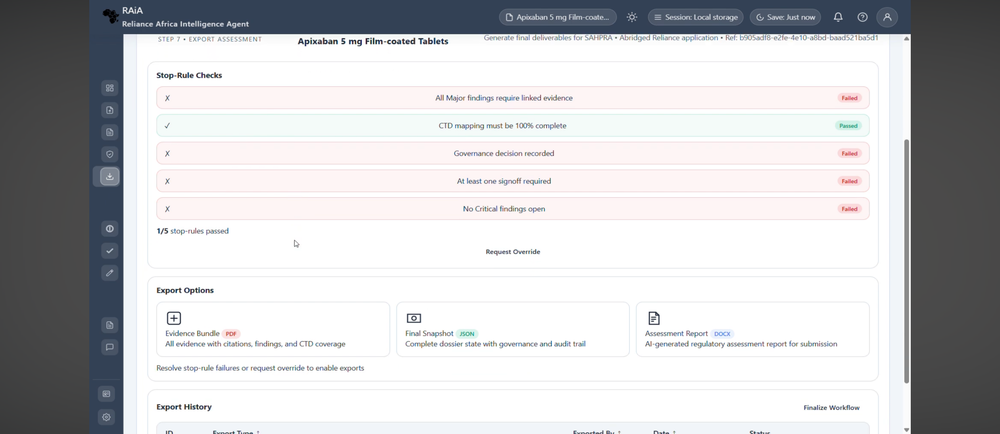 RAiA
Reliance Africa Intelligence Agent
Apixaban 5 mg Film-coate...
Session: Local storage
Save: Just now
STEP 7 • EXPORT ASSESSMENT
Apixaban 5 mg Film-coated Tablets
Generate final deliverables for SAHPRA • Abridged Reliance application • Ref: b905adf8-e2fe-4e10-a8bd-baad521ba5d1
Stop-Rule Checks
✗ All Major findings require linked evidence Failed
✓ CTD mapping must be 100% complete Passed
✗ Governance decision recorded Failed
✗ At least one signoff required Failed
✗ No Critical findings open Failed
1/5 stop-rules passed
Request Override
Export Options
Evidence Bundle PDF
All evidence with citations, findings, and CTD coverage
Final Snapshot JSON
Complete dossier state with governance and audit trail
Assessment Report DOCX
AI-generated regulatory assessment report for submission
Resolve stop-rule failures or request override to enable exports
Export History
Finalize Workflow
ID Export Type ↑ Exported By ↑ Date ↑ Status